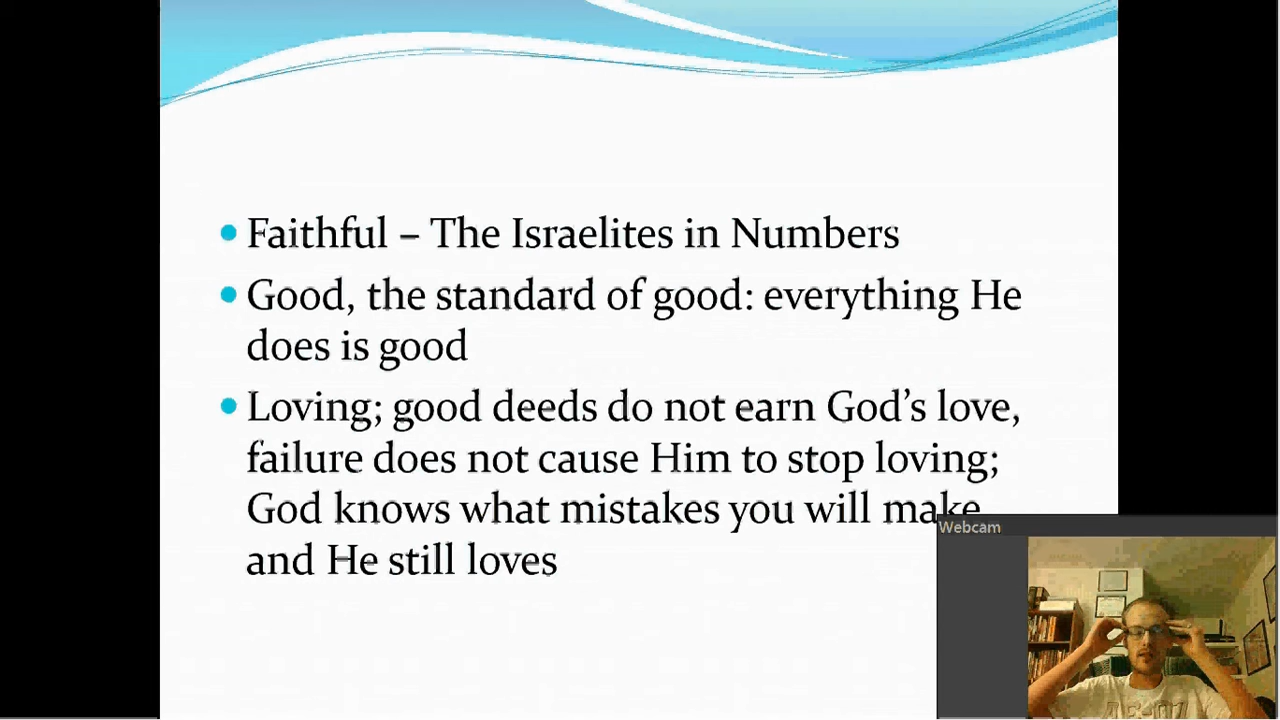 Faithful – The Israelites in Numbers
Good, the standard of good: everything He
does is good
Loving; good deeds do not earn God's love,
failure does not cause Him to stop loving;
God knows what mistakes you will make
and He still loves
Webcam